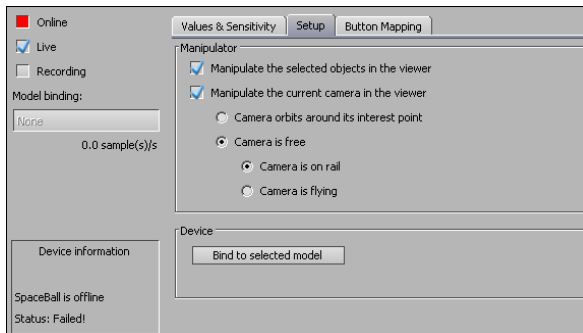 Online
Live
Recording
Model binding:
None
0.0 sample(s)/s
Device information
SpaceBall is offline
Status: Failed!
Values & Sensitivity
Setup
Button Mapping
Manipulator
Manipulate the selected objects in the viewer
Manipulate the current camera in the viewer
Camera orbits around its interest point
Camera is free
Camera is on rail
Camera is flying
Device
Bind to selected model